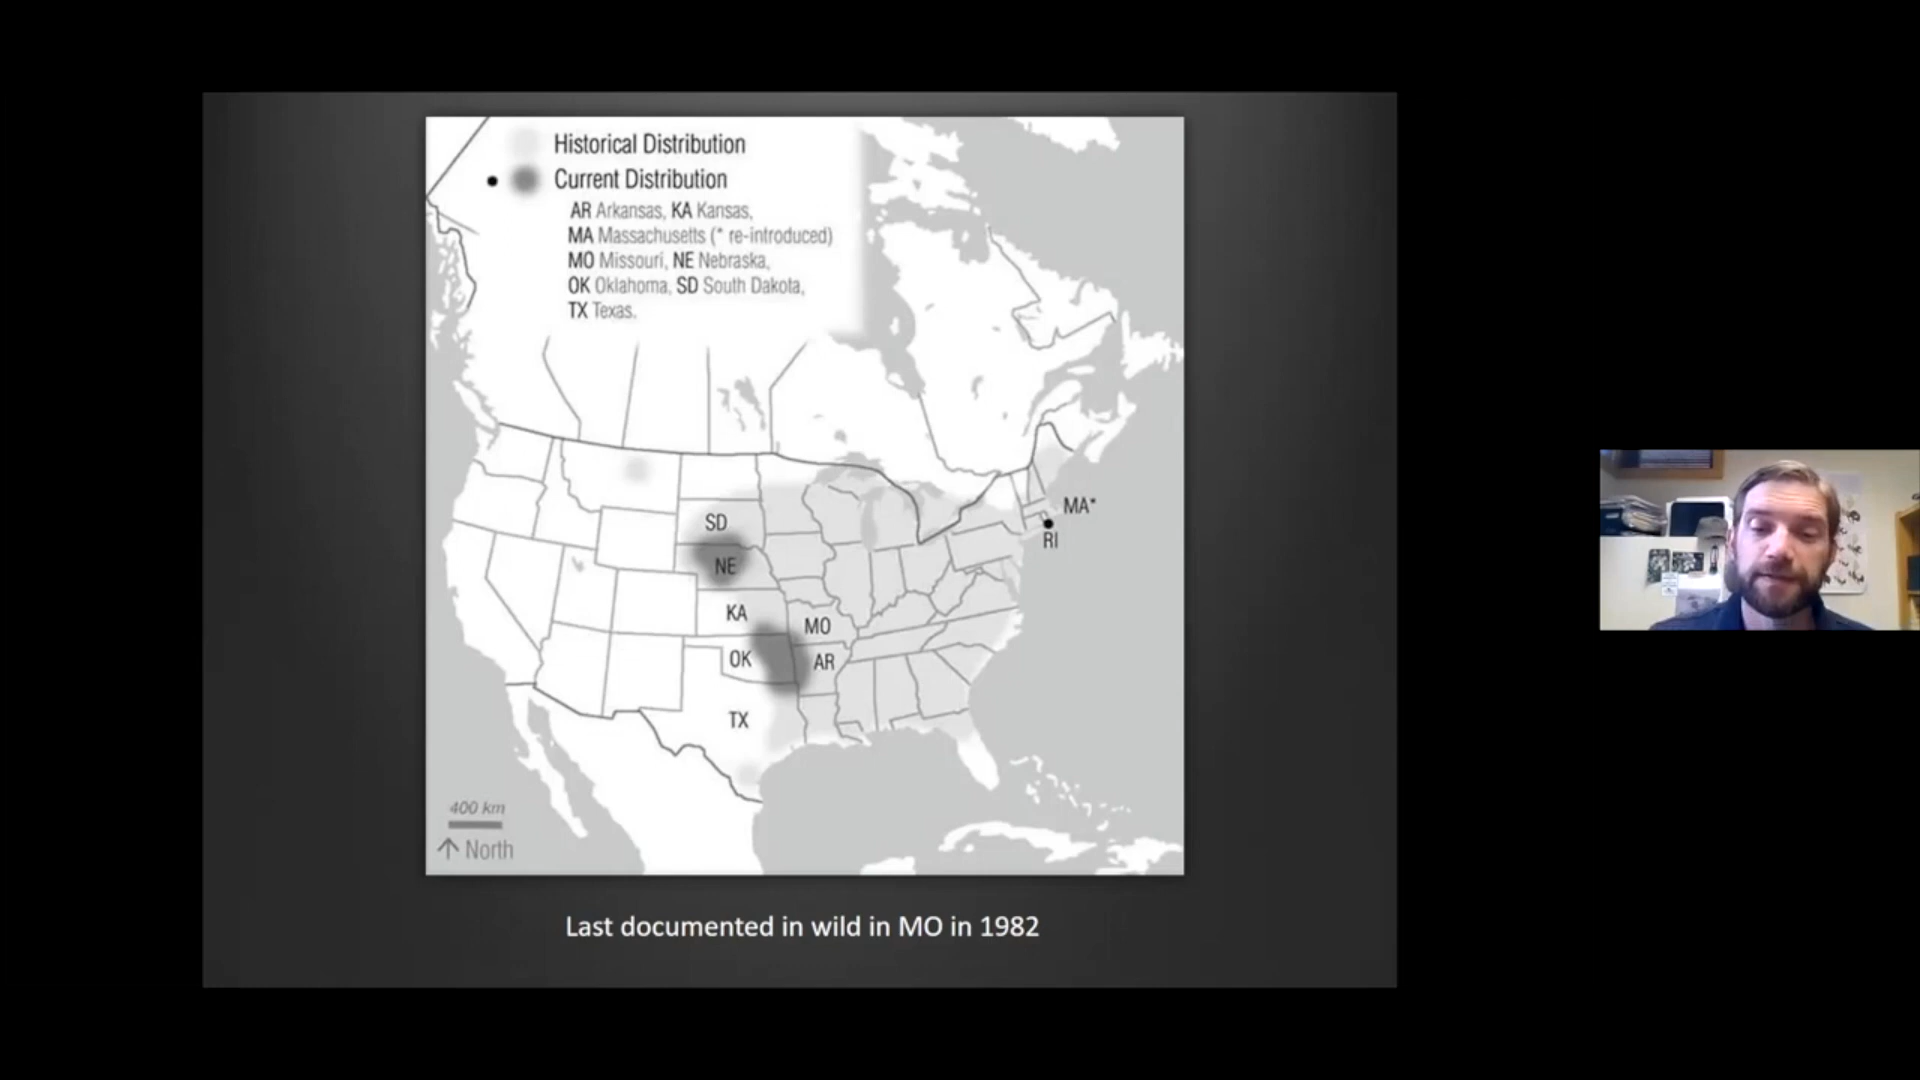 Historical Distribution
Current Distribution
AR Arkansas, KA Kansas,
MA Massachusetts (* re-introduced)
MO Missouri, NE Nebraska,
OK Oklahoma, SD South Dakota,
TX Texas.
MA*
SD
RI
NE
KA
MO
OK
AR
TX
400 km
North
Last documented in wild in MO in 1982